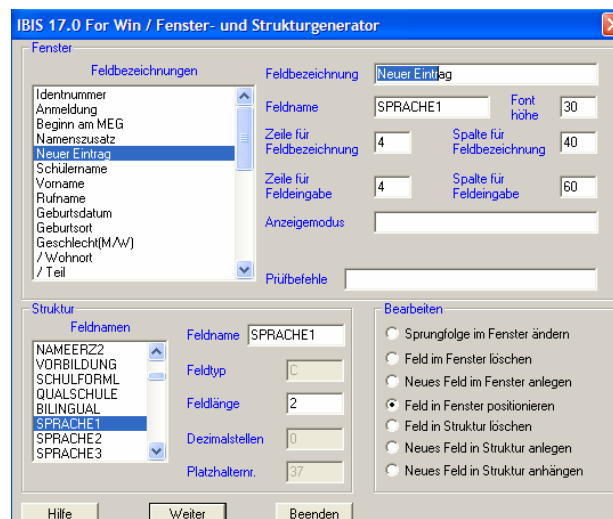 IBIS 17.0 For Win / Fenster- und Strukturgenerator
Fenster
Feldbezeichnungen
Identnummer
Anmeldung
Beginn am MEG
Namenszusatz
Neuer Eintrag
Schülername
Vorname
Rufname
Geburtsdatum
Geburtsort
Geschlecht(M/W)
/ Wohnort
/ Teil
Feldbezeichnung Neuer Eintrag
Feldname SPRACHE1 Font höhe 30
Zeile für Feldbezeichnung 4 Spalte für Feldbezeichnung 40
Zeile für Feldeingabe 4 Spalte für Feldeingabe 60
Anzeigemodus
Prüfbefehle
Struktur
Feldnamen
NAMEERZ2
VORBILDUNG
SCHULFORML
QUALSCHULE
BILINGUAL
SPRACHE1
SPRACHE2
SPRACHE3
Feldname SPRACHE1
Feldtyp C
Feldlänge 2
Dezimalstellen 0
Platzhalternr. 37
Bearbeiten
Sprungfolge im Fenster ändern
Feld im Fenster löschen
Neues Feld im Fenster anlegen
Feld in Fenster positionieren
Feld in Struktur löschen
Neues Feld in Struktur anlegen
Neues Feld in Struktur anhängen
Hilfe Weiter Beenden